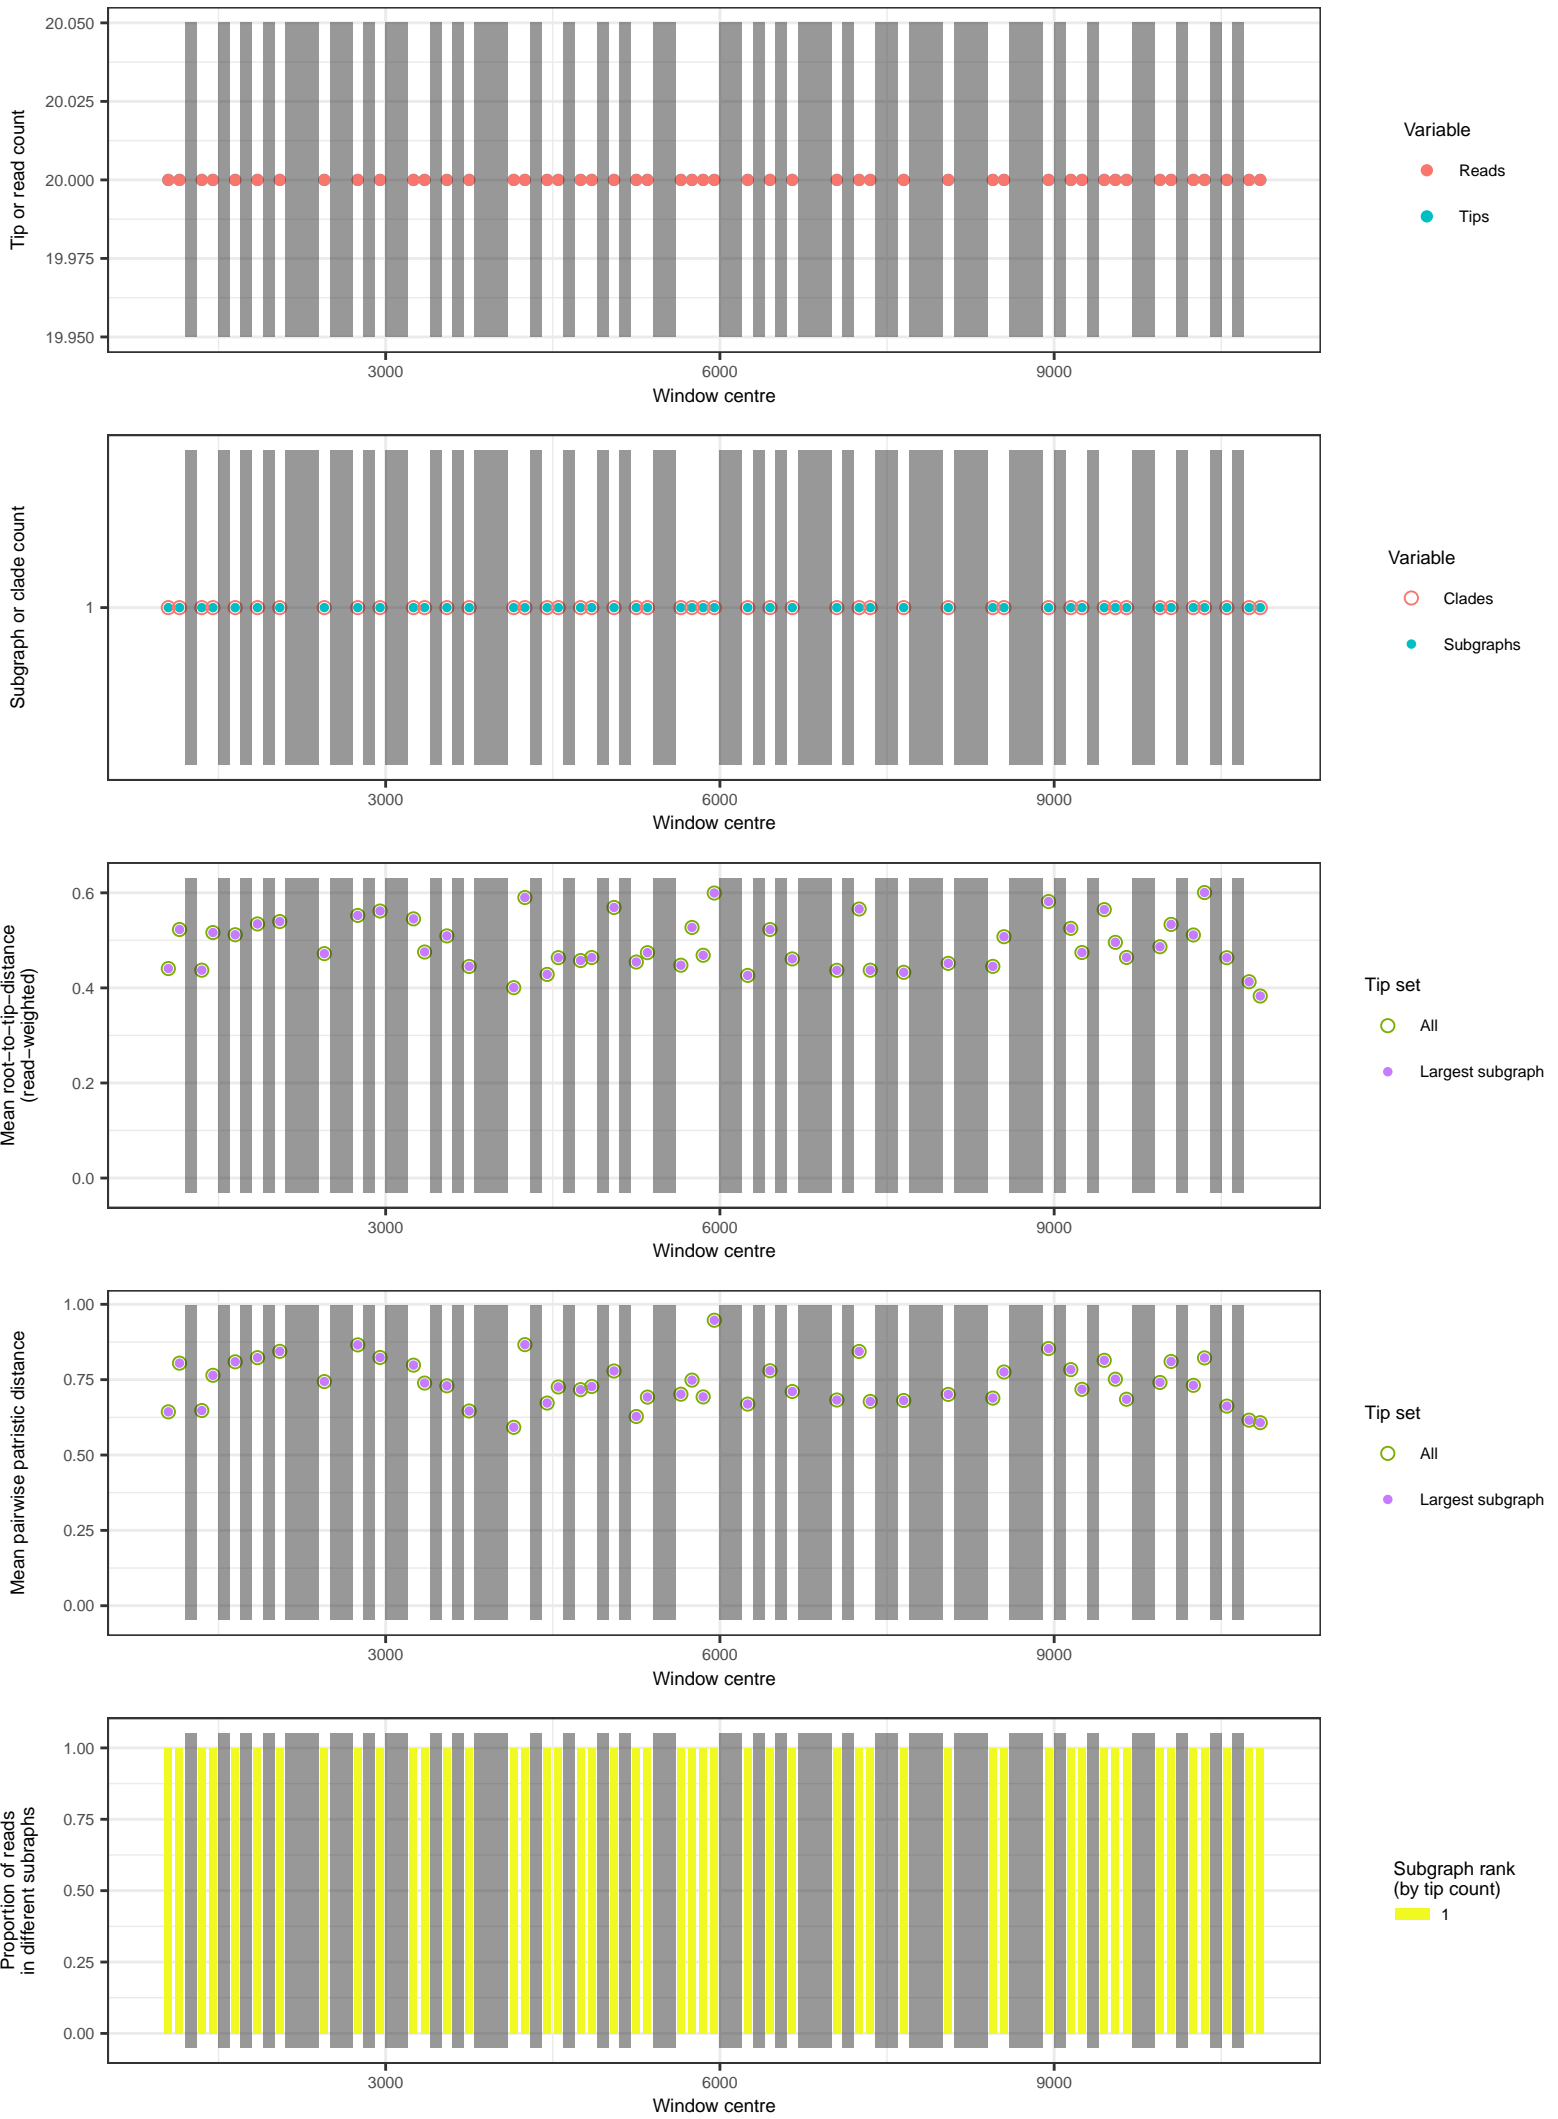 20.050
20.025
20.000
19.975
19.950
Tip or read count
3000 6000 9000
Window centre
Variable
Reads
Tips
1
Subgraph or clade count
3000 6000 9000
Window centre
Variable
Clades
Subgraphs
0.6
0.4
0.2
0.0
Mean root−to−tip−distance
(read−weighted)
3000 6000 9000
Window centre
Tip set
All
Largest subgraph
1.00
0.75
0.50
0.25
0.00
Mean pairwise patristic distance
3000 6000 9000
Window centre
Tip set
All
Largest subgraph
1.00
0.75
0.50
0.25
0.00
Proportion of reads
in different subraphs
3000 6000 9000
Window centre
Subgraph rank
(by tip count)
1